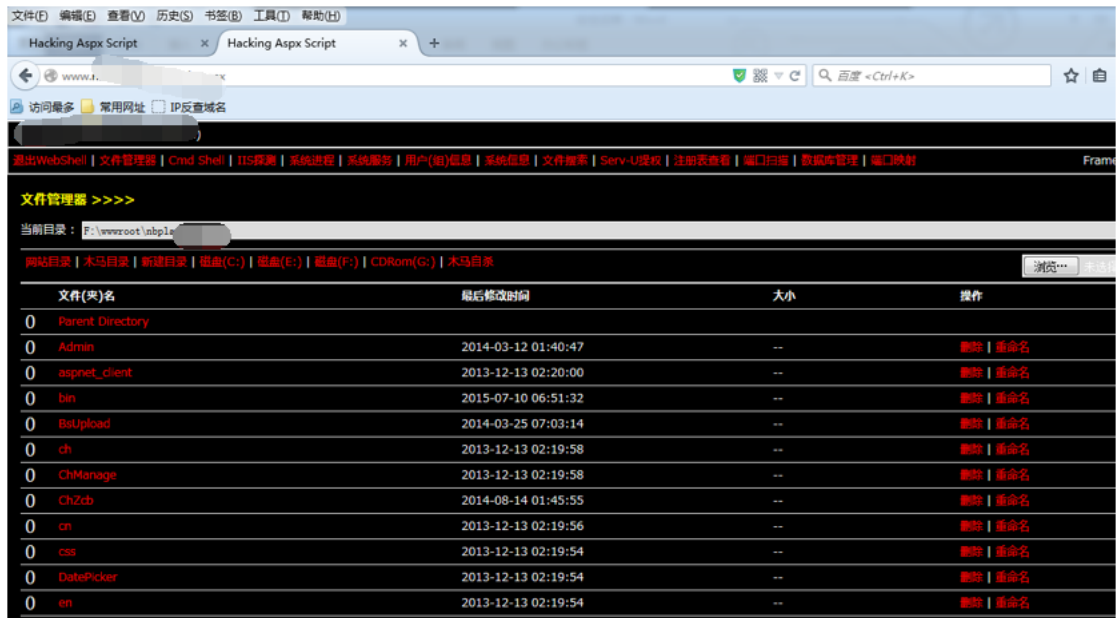 文件(F) 编辑(E) 查看(V) 历史(S) 书签(B) 工具(T) 帮助(H)
Hacking Aspx Script × Hacking Aspx Script × +
www. 百度 <Ctrl+K>
访问最多 常用网址 IP反查域名
)
退出WebShell | 文件管理器 | Cmd Shell | IIS探测 | 系统进程 | 系统服务 | 用户(组)信息 | 系统信息 | 文件搜索 | Serv-U提权 | 注册表查看 | 端口扫描 | 数据库管理 | 端口映射 Frame
文件管理器 >>>>
当前目录： F:\wwwroot\nbpla
网站目录 | 木马目录 | 新建目录 | 磁盘(C:) | 磁盘(E:) | 磁盘(F:) | CDRom(G:) | 木马自杀 浏览… 未选择
文件(夹)名 最后修改时间 大小 操作
0 Parent Directory
0 Admin 2014-03-12 01:40:47 -- 删除 | 重命名
0 aspnet_client 2013-12-13 02:20:00 -- 删除 | 重命名
0 bin 2015-07-10 06:51:32 -- 删除 | 重命名
0 BsUpload 2014-03-25 07:03:14 -- 删除 | 重命名
0 ch 2013-12-13 02:19:58 -- 删除 | 重命名
0 ChManage 2013-12-13 02:19:58 -- 删除 | 重命名
0 ChZcb 2014-08-14 01:45:55 -- 删除 | 重命名
0 cn 2013-12-13 02:19:56 -- 删除 | 重命名
0 css 2013-12-13 02:19:54 -- 删除 | 重命名
0 DatePicker 2013-12-13 02:19:54 -- 删除 | 重命名
0 en 2013-12-13 02:19:54 -- 删除 | 重命名